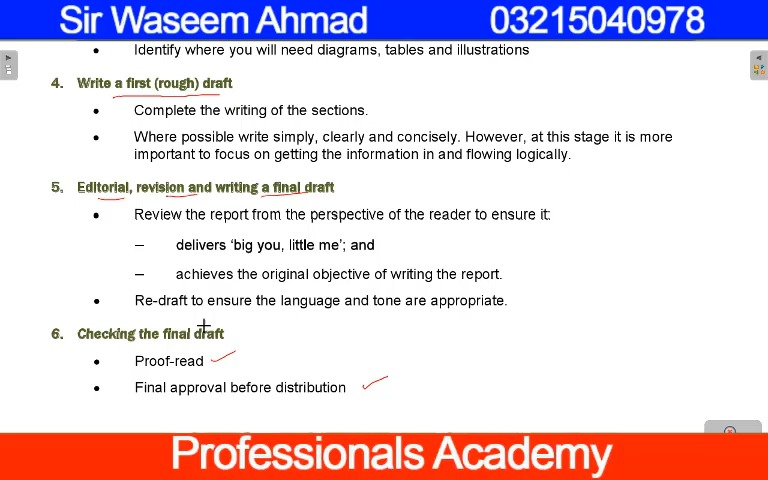 Sir Waseem Ahmad 03215040978
• Identify where you will need diagrams, tables and illustrations
4. Write a first (rough) draft
• Complete the writing of the sections.
• Where possible write simply, clearly and concisely. However, at this stage it is more
important to focus on getting the information in and flowing logically.
5. Editorial, revision and writing a final draft
• Review the report from the perspective of the reader to ensure it:
– delivers ‘big you, little me’; and
– achieves the original objective of writing the report.
• Re-draft to ensure the language and tone are appropriate.
6. Checking the final draft
• Proof-read
• Final approval before distribution
Professionals Academy